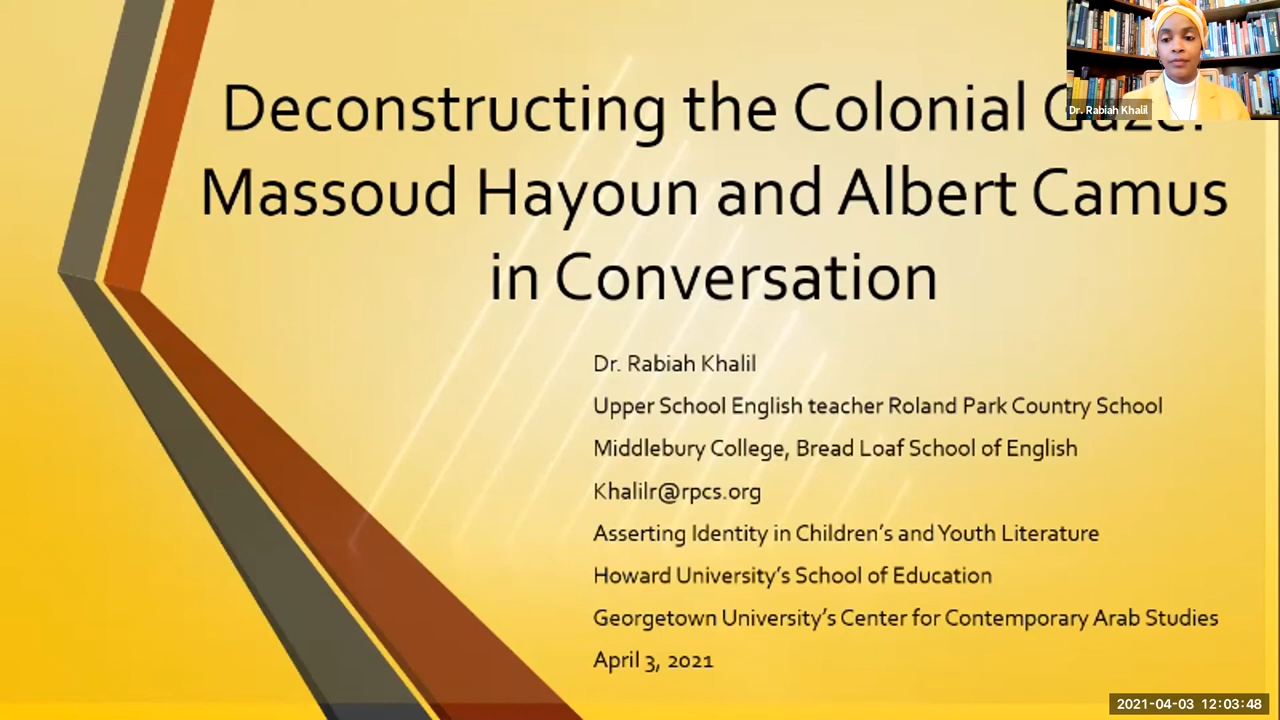 Deconstructing the Colonial Gaze:
Massoud Hayoun and Albert Camus
in Conversation
Dr. Rabiah Khalil
Dr. Rabiah Khalil
Upper School English teacher Roland Park Country School
Middlebury College, Bread Loaf School of English
Khalilr@rpcs.org
Asserting Identity in Children's and Youth Literature
Howard University's School of Education
Georgetown University's Center for Contemporary Arab Studies
April 3, 2021
2021-04-03 12:03:48